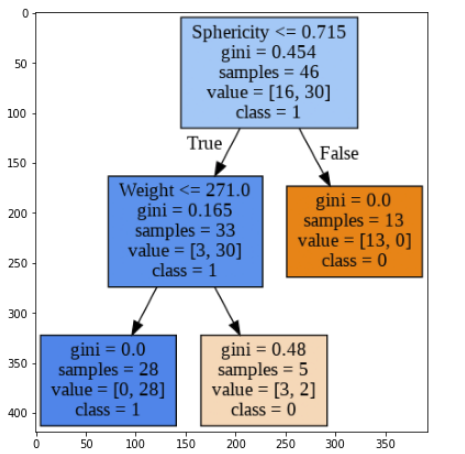 0
50
100
150
200
250
300
350
400
Sphericity <= 0.715
gini = 0.454
samples = 46
value = [16, 30]
class = 1
True
False
Weight <= 271.0
gini = 0.165
samples = 33
value = [3, 30]
class = 1
gini = 0.0
samples = 13
value = [13, 0]
class = 0
gini = 0.0
samples = 28
value = [0, 28]
class = 1
gini = 0.48
samples = 5
value = [3, 2]
class = 0
0 50 100 150 200 250 300 350